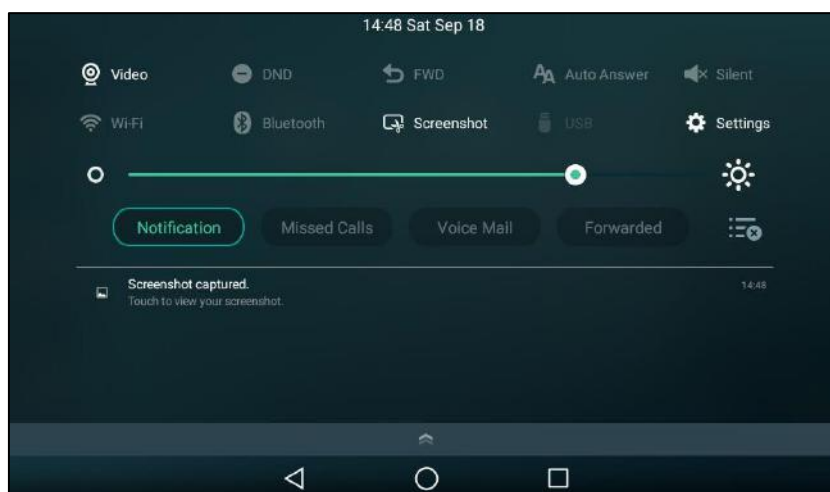 14:48 Sat Sep 18
Video DND FWD AA Auto Answer Silent
Wi-Fi Bluetooth Screenshot USB Settings
Notification Missed Calls Voice Mail Forwarded
Screenshot captured. 14:48
Touch to view your screenshot.